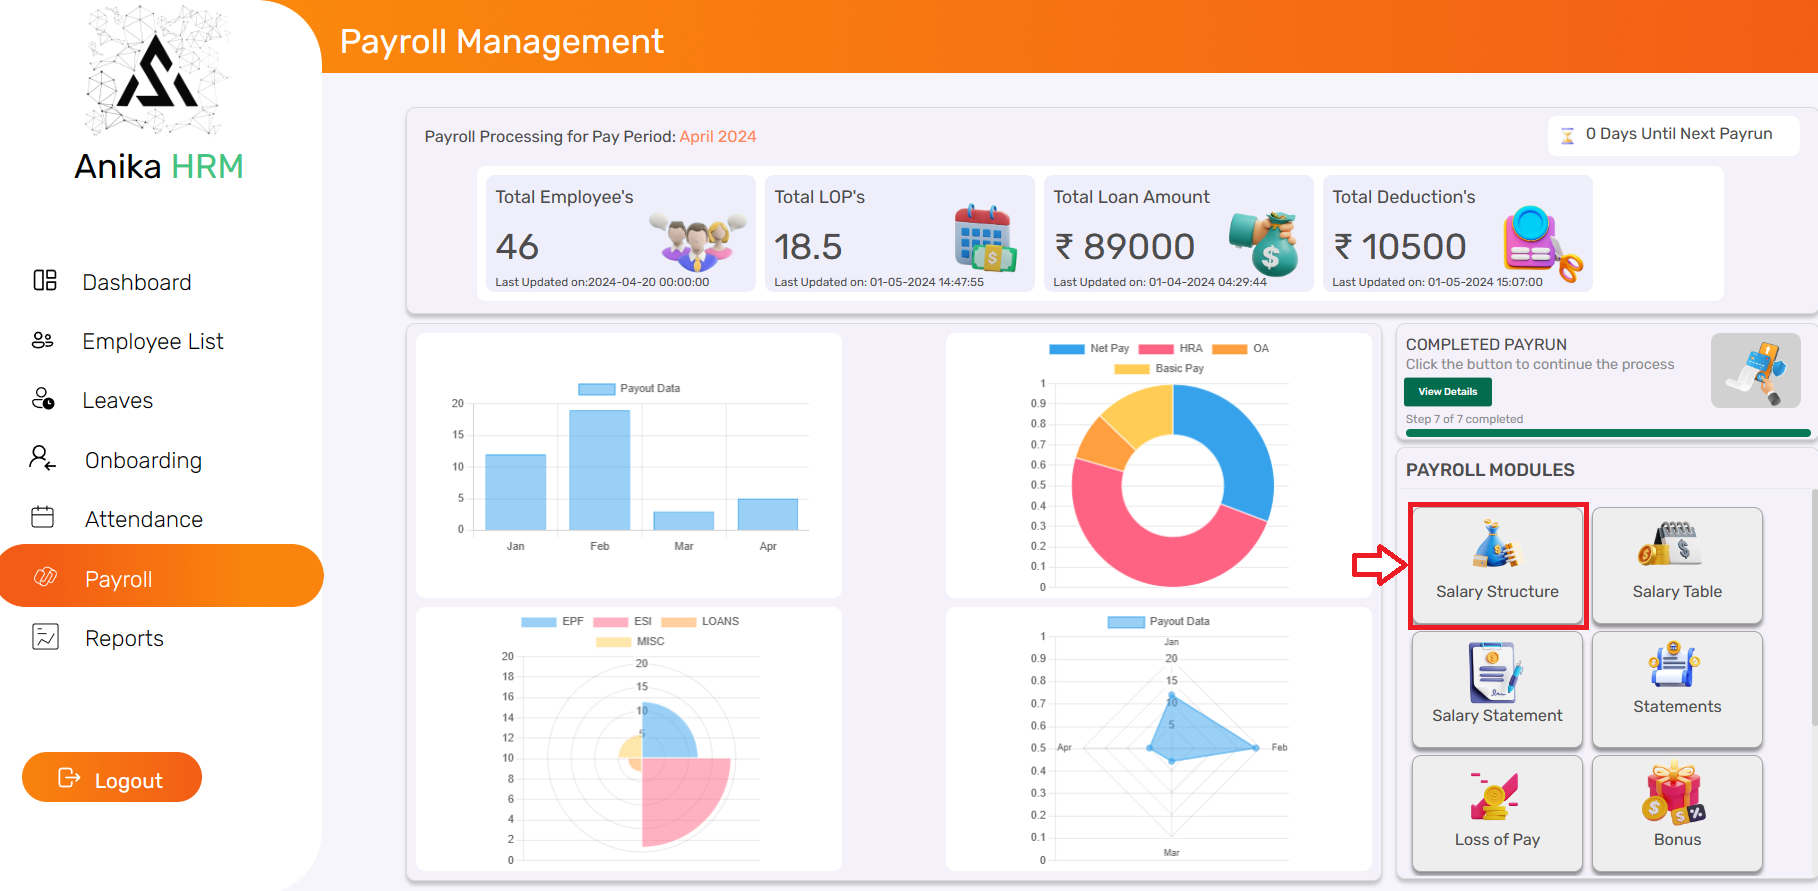 Anika HRM
Dashboard
Employee List
Leaves
Onboarding
Attendance
Payroll
Reports
Logout
Payroll Management
Payroll Processing for Pay Period: April 2024
0 Days Until Next Payrun
Total Employee's
46
Last Updated on:2024-04-20 00:00:00
Total LOP's
18.5
Last Updated on: 01-05-2024 14:47:55
Total Loan Amount
₹ 89000
Last Updated on: 01-04-2024 04:29:44
Total Deduction's
₹ 10500
Last Updated on: 01-05-2024 15:07:00
Payout Data
20
15
10
5
0
Jan Feb Mar Apr
Net Pay HRA OA
Basic Pay
1
0.9
0.8
0.7
0.6
0.5
0.4
0.3
0.2
0.1
0
EPF ESI LOANS
MISC
20
18
16
14
12
10
8
6
4
2
0
20
15
10
5
Payout Data
1
0.9
0.8
0.7
0.6
0.5
0.4
0.3
0.2
0.1
0
Jan
20
15
10
5
Apr Feb
Mar
COMPLETED PAYRUN
Click the button to continue the process
View Details
Step 7 of 7 completed
PAYROLL MODULES
Salary Structure
Salary Table
Salary Statement
Statements
Loss of Pay
Bonus